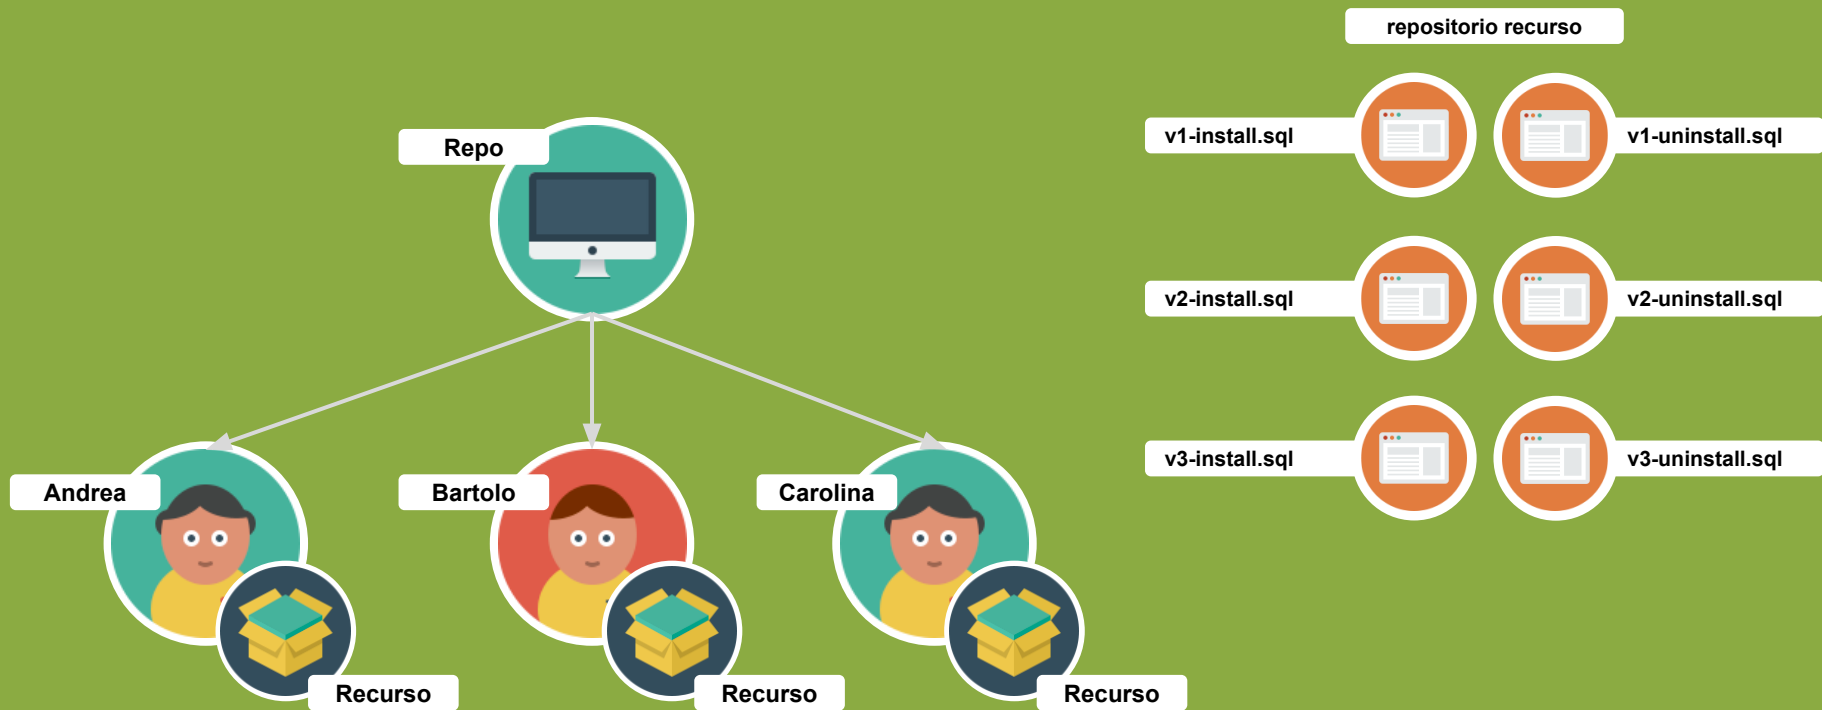 repositorio recurso
v1-install.sql
v1-uninstall.sql
Repo
v2-install.sql
v2-uninstall.sql
v3-install.sql
v3-uninstall.sql
Andrea
Bartolo
Carolina
Recurso
Recurso
Recurso